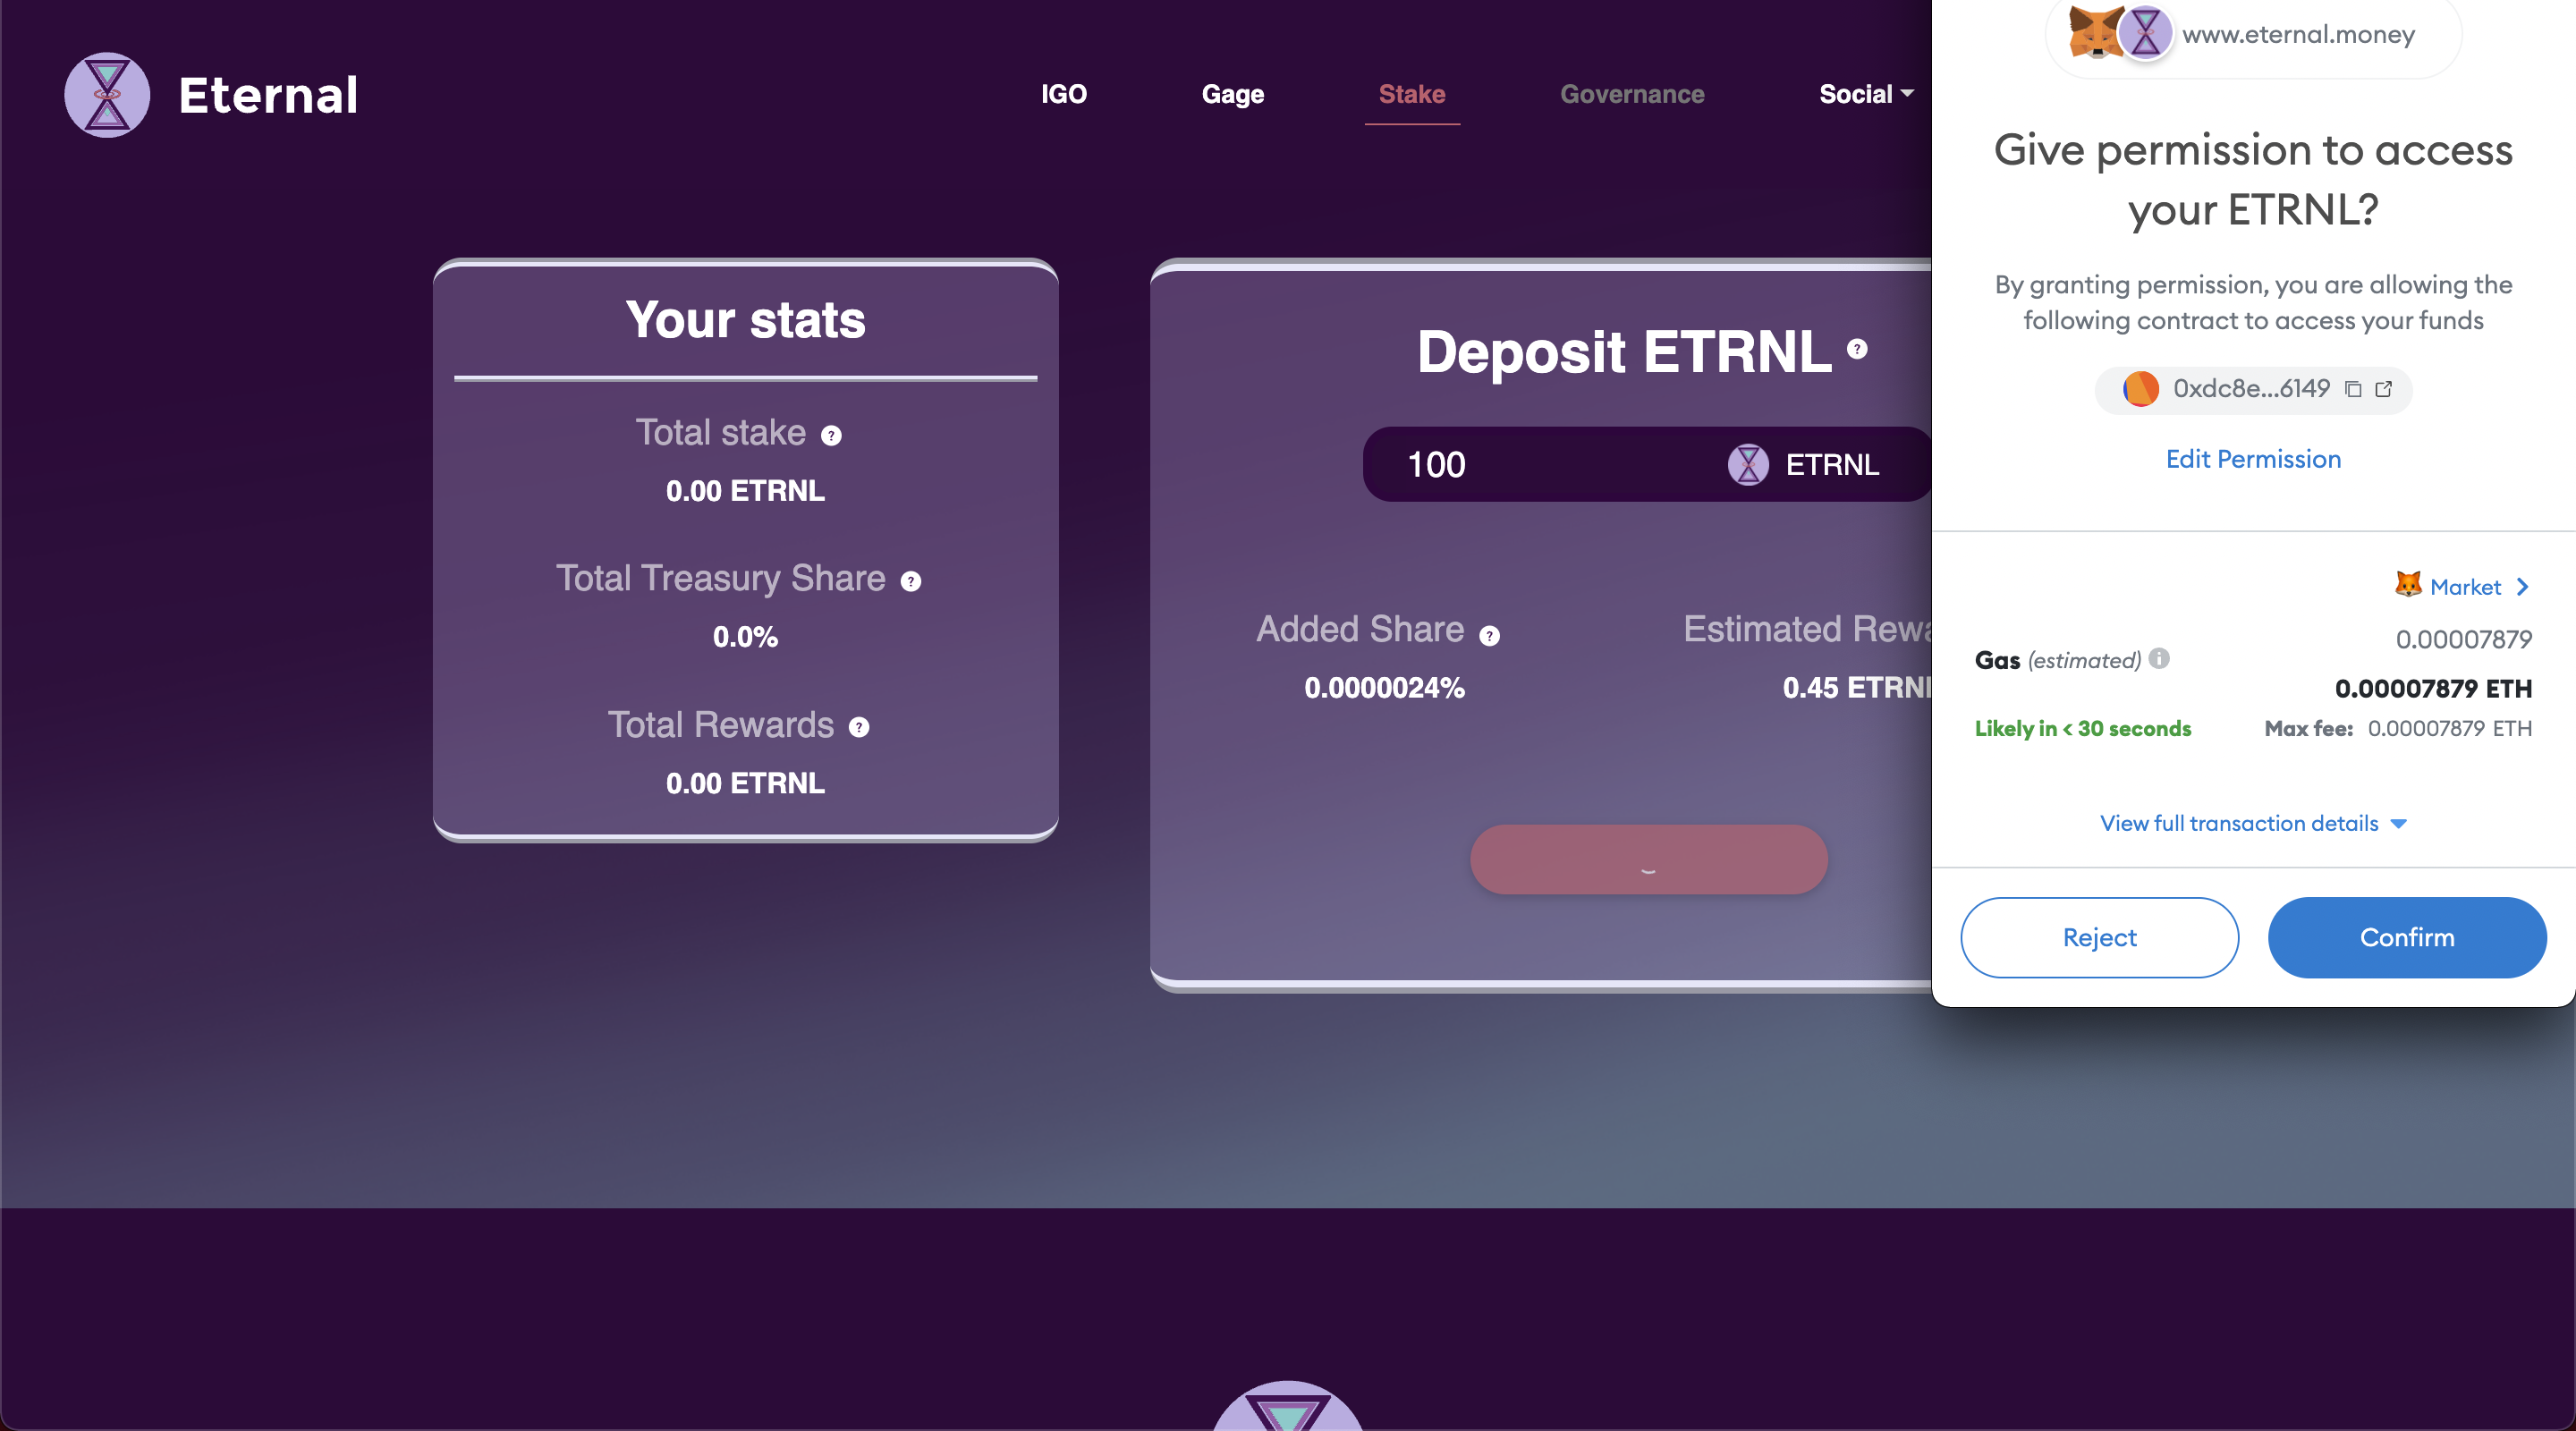 Eternal
IGO
Gage
Stake
Governance
Social
Your stats
Total stake ?
0.00 ETRNL
Total Treasury Share ?
0.0%
Total Rewards ?
0.00 ETRNL
Deposit ETRNL ?
100
ETRNL
Added Share ?
0.0000024%
Estimated
0.45
www.eternal.money
Give permission to access
your ETRNL?
By granting permission, you are allowing the
following contract to access your funds
0xdc8e...6149
Edit Permission
Market
0.00007879
Gas (estimated)
0.00007879 ETH
Likely in < 30 seconds
Max fee: 0.00007879 ETH
View full transaction details
Reject
Confirm